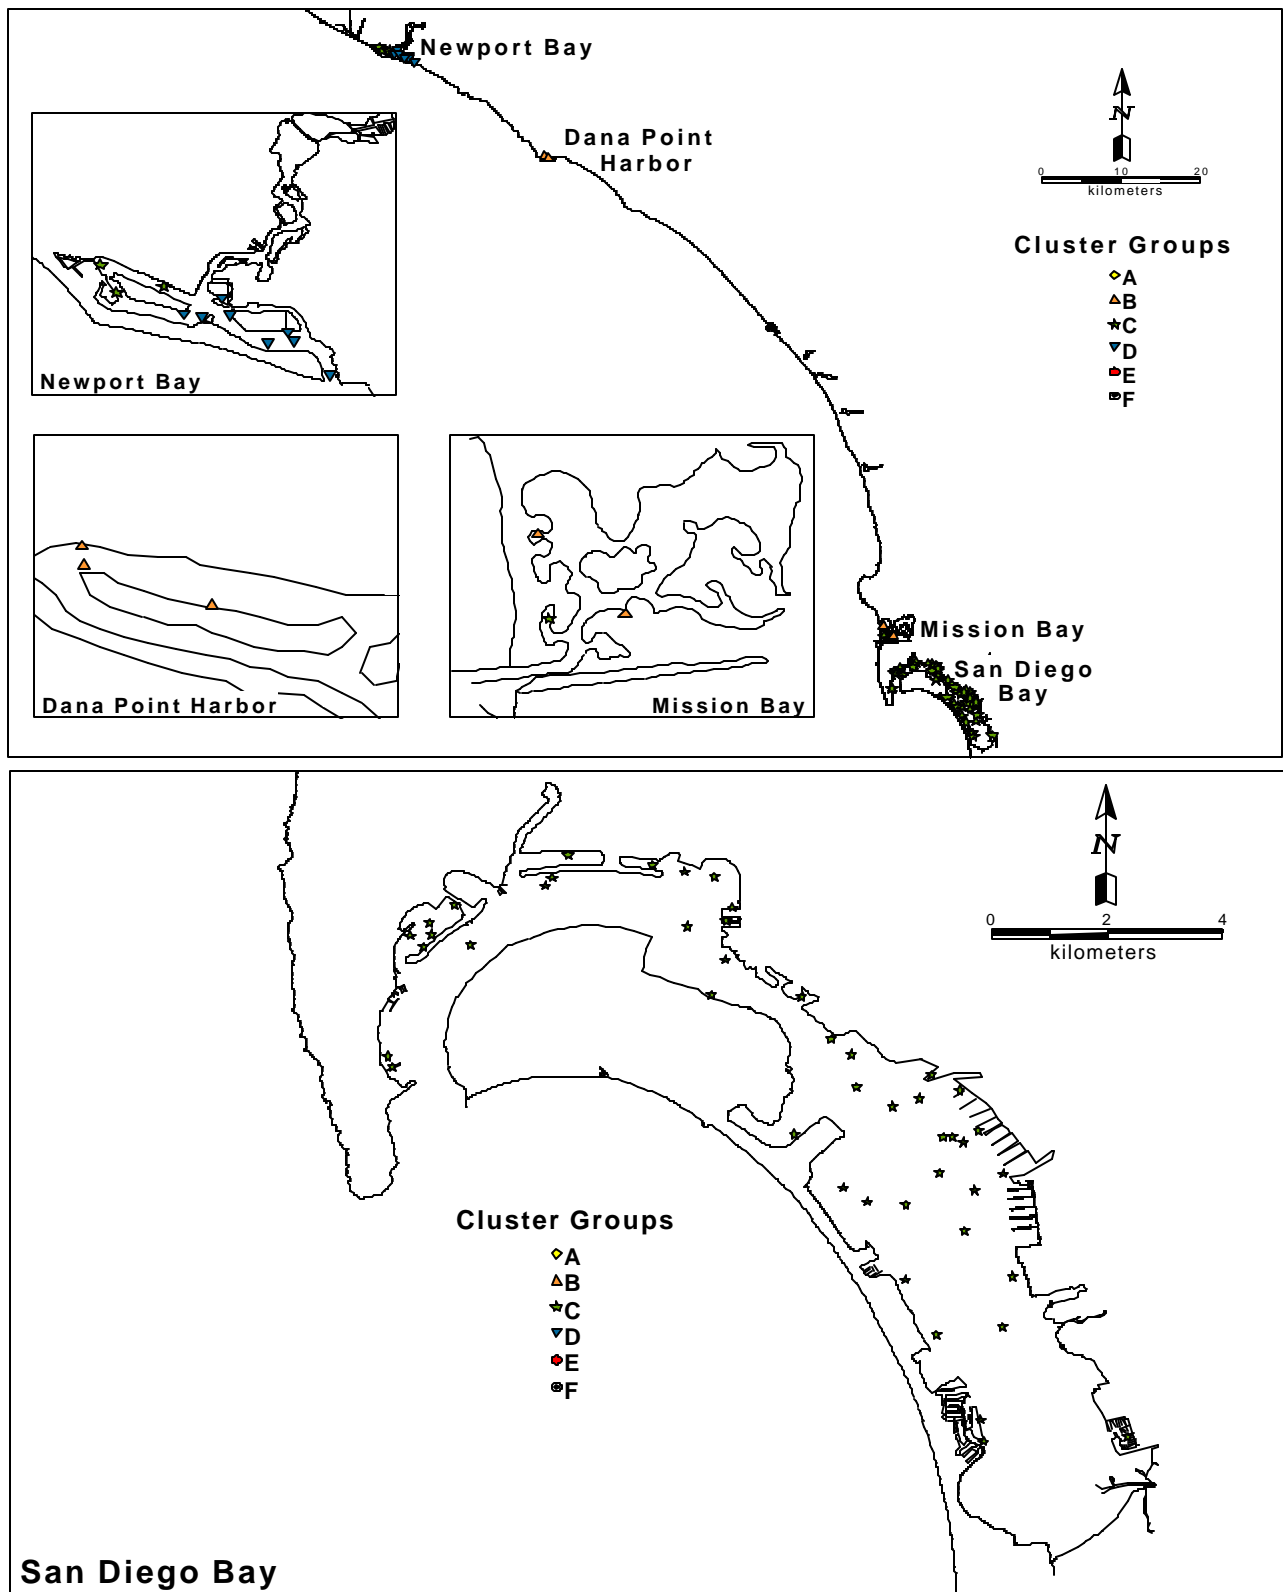 Newport Bay
Dana Point
Harbor
N
0 10 20
kilometers
Cluster Groups
A
B
C
D
E
F
Newport Bay
Dana Point Harbor
Mission Bay
Mission Bay
San Diego
Bay
N
0 2 4
kilometers
Cluster Groups
A
B
C
D
E
F
San Diego Bay